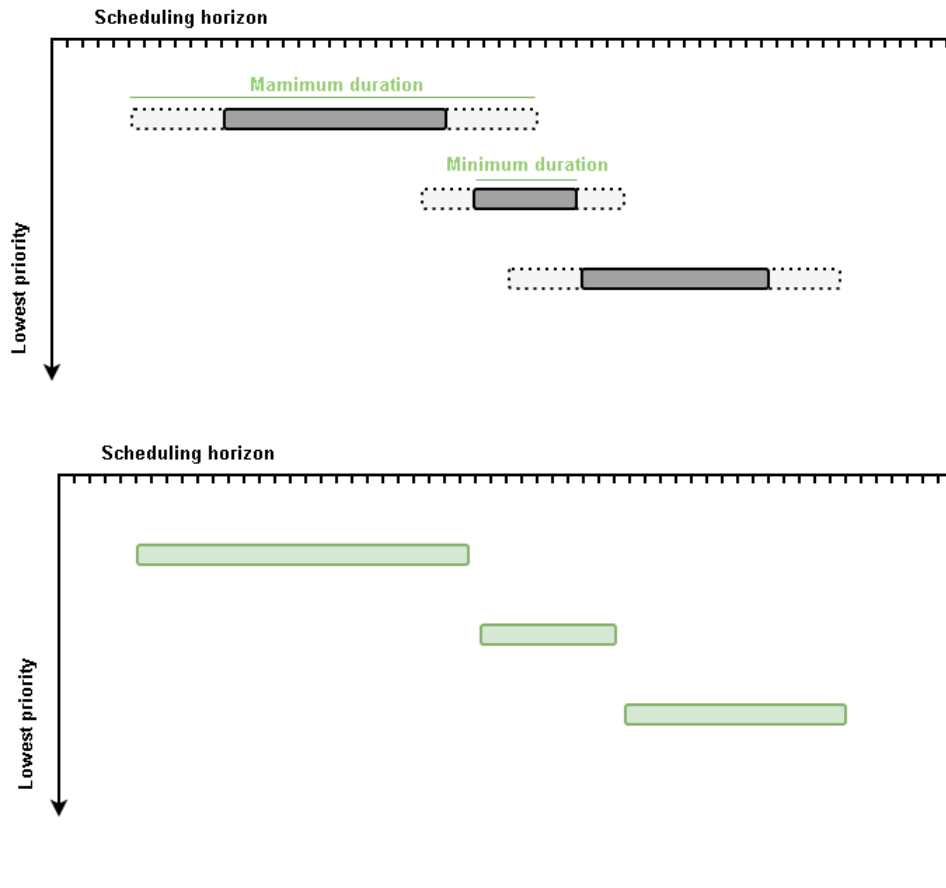 Scheduling horizon
Mamimum duration
Minimum duration
Lowest priority
Scheduling horizon
Lowest priority